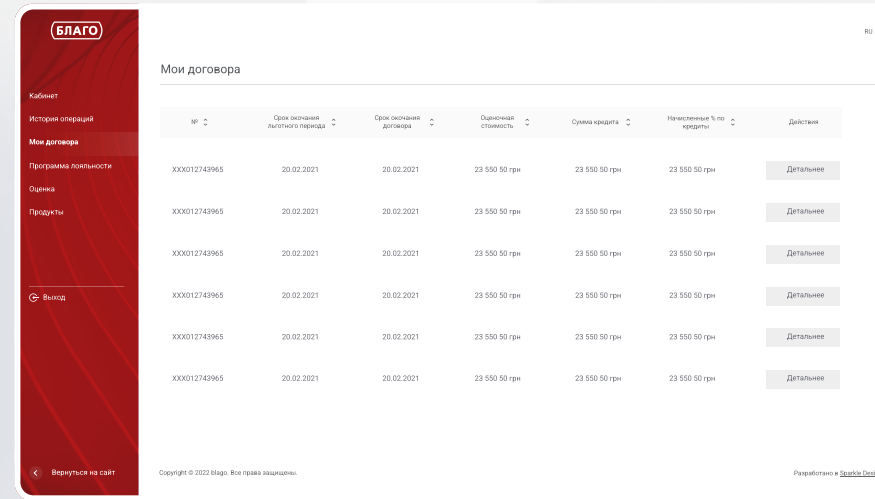 БЛАГО
RU
Мои договора
Кабинет
История операций
Мои договора
Программа лояльности
Оценка
Продукты
Выход
Вернуться на сайт
№ Срок окочания льготного периода Срок окочания договора Оценочная стоимость Сумма кредита Начисленные % по кредиты Действия
XXX012743965 20.02.2021 20.02.2021 23 550 50 грн 23 550 50 грн 23 550 50 грн Детальнее
XXX012743965 20.02.2021 20.02.2021 23 550 50 грн 23 550 50 грн 23 550 50 грн Детальнее
XXX012743965 20.02.2021 20.02.2021 23 550 50 грн 23 550 50 грн 23 550 50 грн Детальнее
XXX012743965 20.02.2021 20.02.2021 23 550 50 грн 23 550 50 грн 23 550 50 грн Детальнее
XXX012743965 20.02.2021 20.02.2021 23 550 50 грн 23 550 50 грн 23 550 50 грн Детальнее
XXX012743965 20.02.2021 20.02.2021 23 550 50 грн 23 550 50 грн 23 550 50 грн Детальнее
Copyright © 2022 blago. Все права защищены.
Разработано в Sparkle Desi